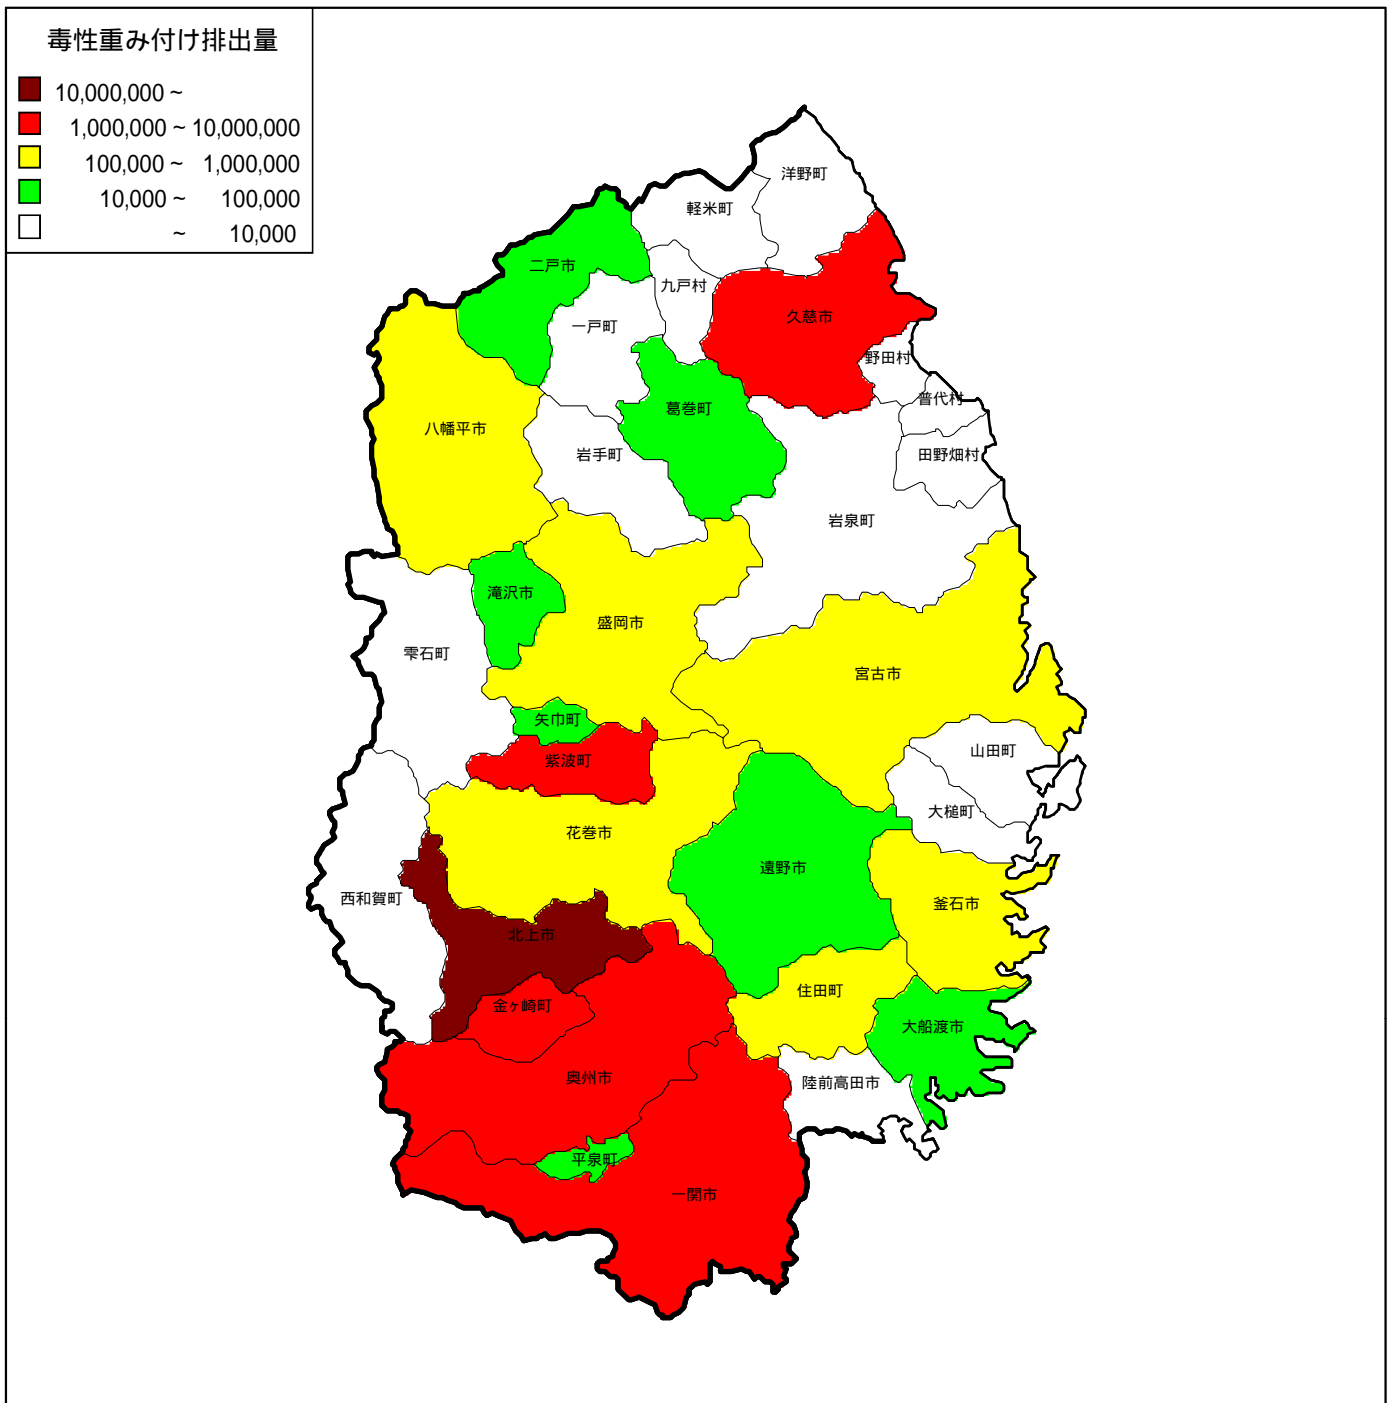 毒性重み付け排出量
10,000,000 ~
1,000,000 ~ 10,000,000
100,000 ~ 1,000,000
10,000 ~ 100,000
~ 10,000
洋野町
軽米町
二戸市
九戸村
久慈市
一戸町
野田村
普代村
葛巻町
八幡平市
岩手町
田野畑村
岩泉町
滝沢市
盛岡市
雫石町
宮古市
矢巾町
山田町
紫波町
大槌町
花巻市
遠野市
西和賀町
釜石市
北上市
住田町
金ヶ崎町
大船渡市
奥州市
陸前高田市
平泉町
一関市